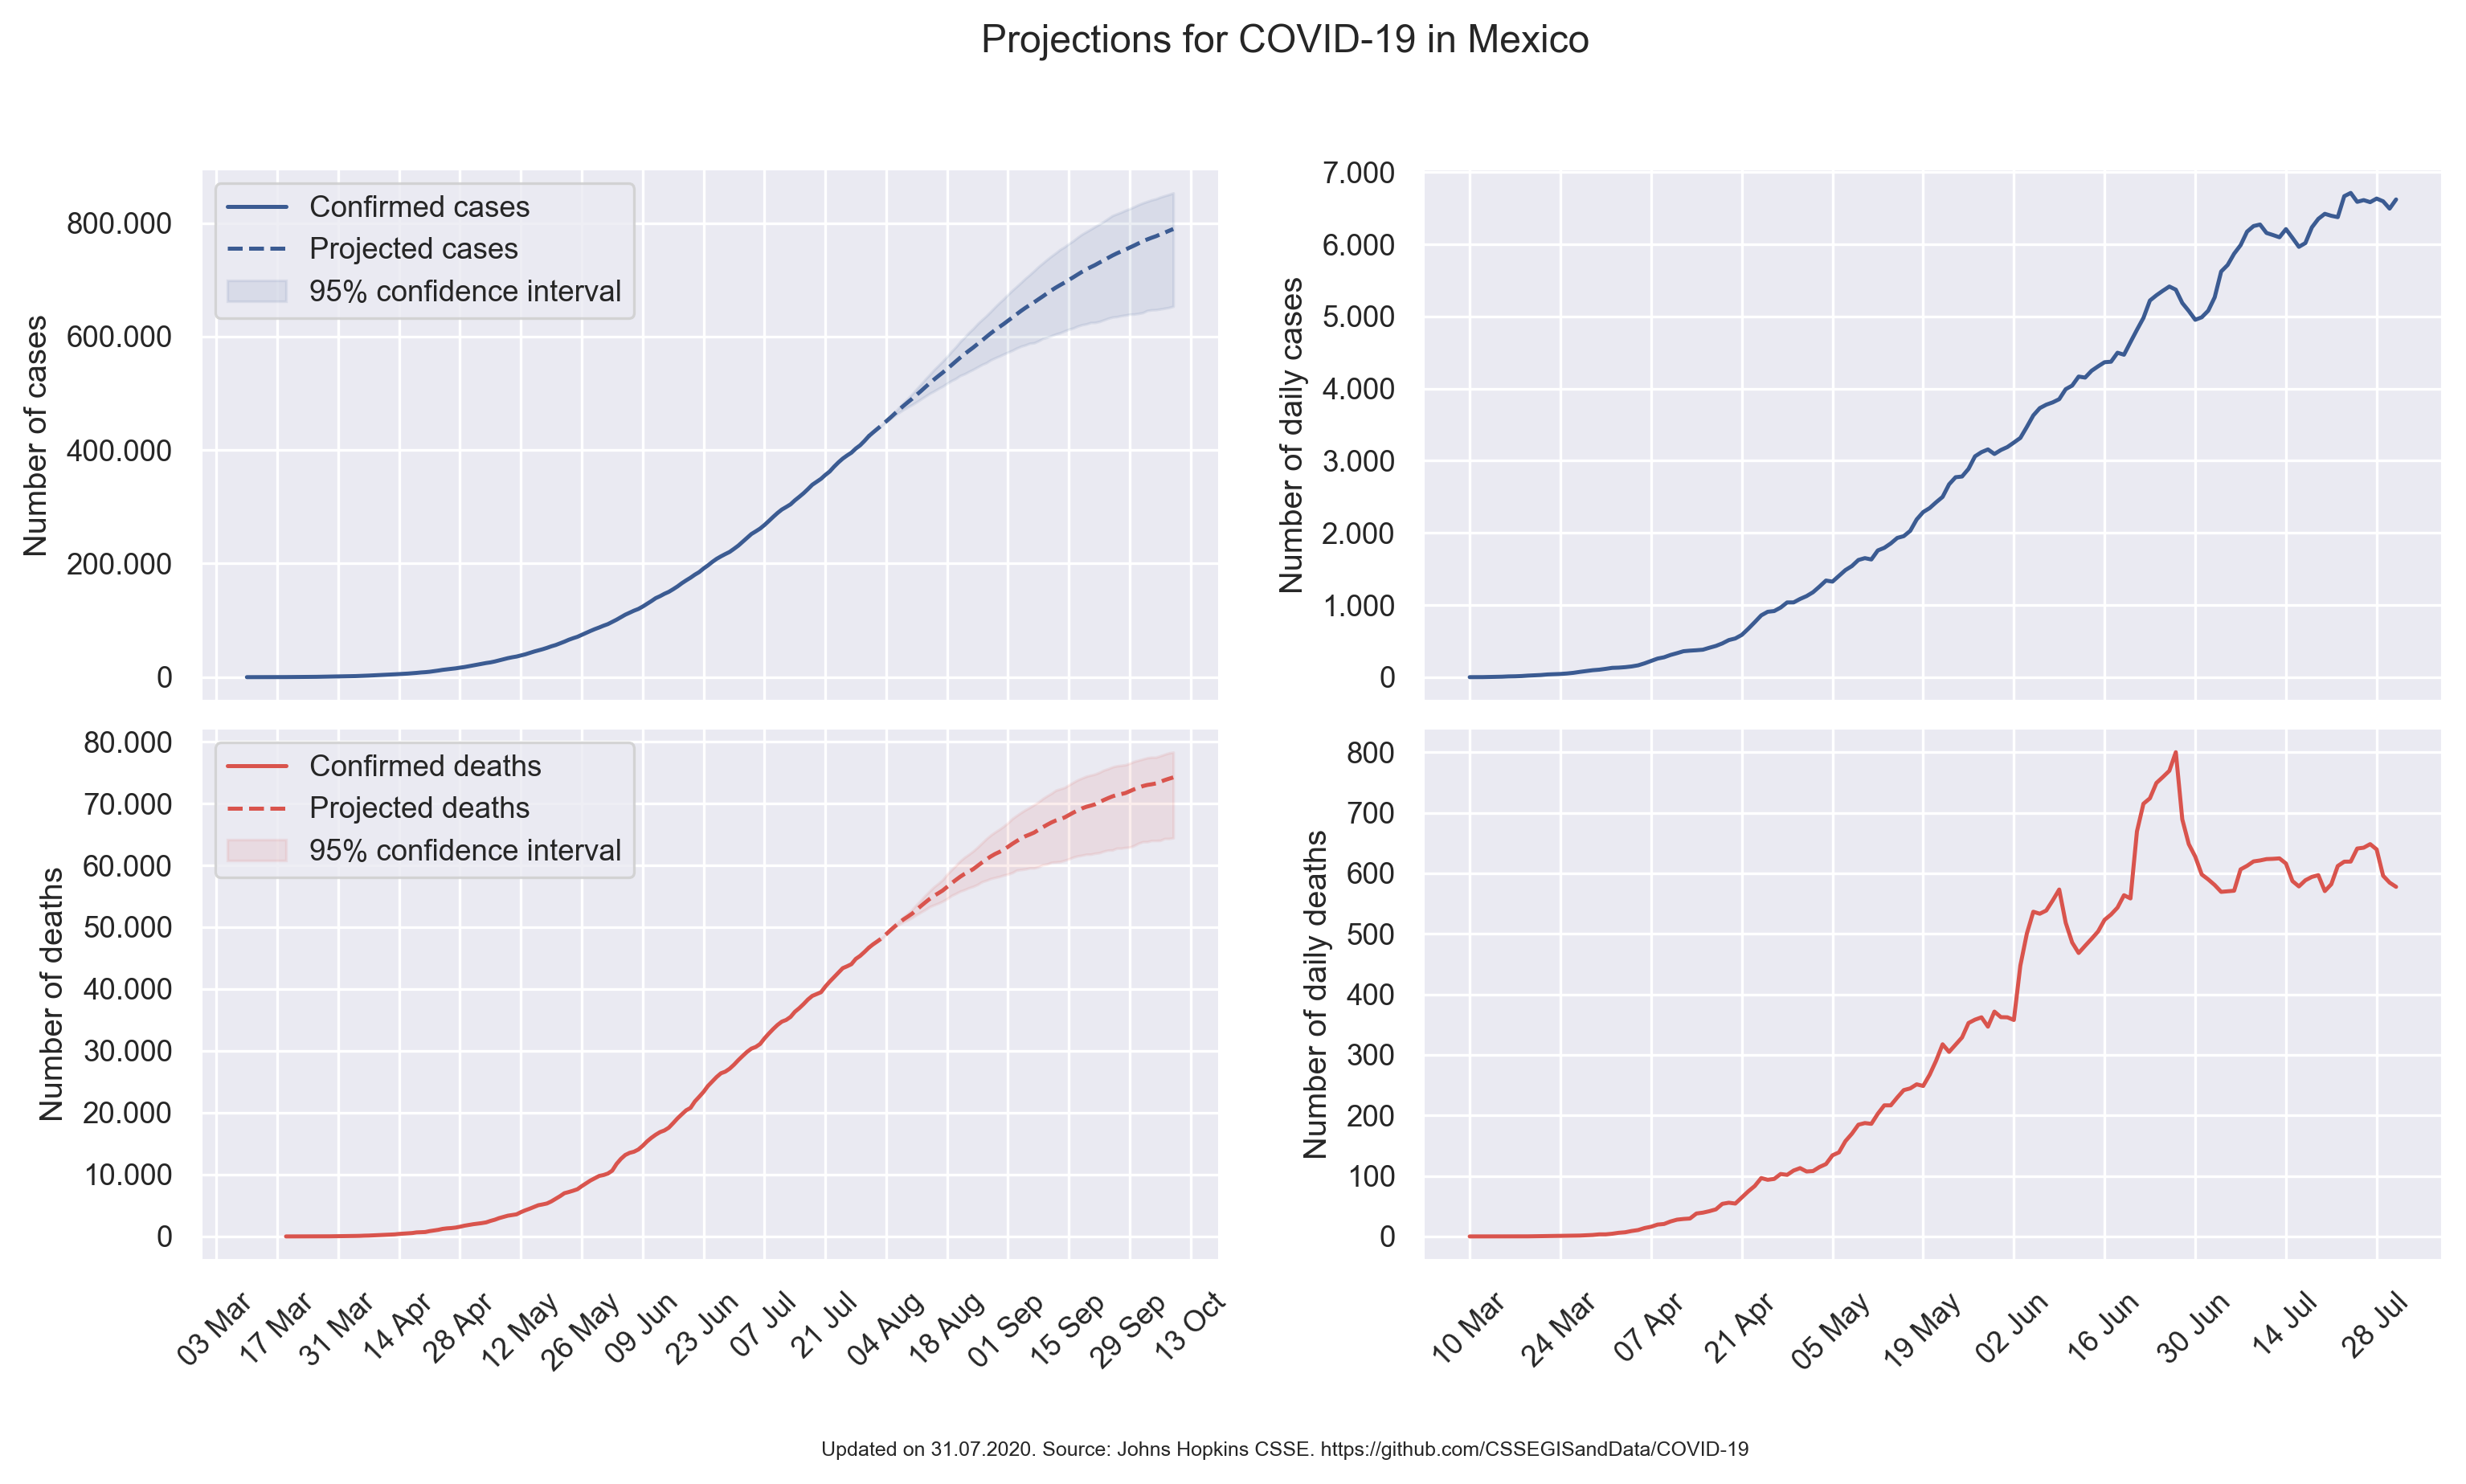 Projections for COVID-19 in Mexico
Number of cases
800.000
600.000
400.000
200.000
0
Confirmed cases
Projected cases
95% confidence interval
Number of daily cases
7.000
6.000
5.000
4.000
3.000
2.000
1.000
0
Number of deaths
80.000
70.000
60.000
50.000
40.000
30.000
20.000
10.000
0
Confirmed deaths
Projected deaths
95% confidence interval
03 Mar
17 Mar
31 Mar
14 Apr
28 Apr
12 May
26 May
09 Jun
23 Jun
07 Jul
21 Jul
04 Aug
18 Aug
01 Sep
15 Sep
29 Sep
13 Oct
Number of daily deaths
800
700
600
500
400
300
200
100
0
10 Mar
24 Mar
07 Apr
21 Apr
05 May
19 May
02 Jun
16 Jun
30 Jun
14 Jul
28 Jul
Updated on 31.07.2020. Source: Johns Hopkins CSSE. https://github.com/CSSEGISandData/COVID-19